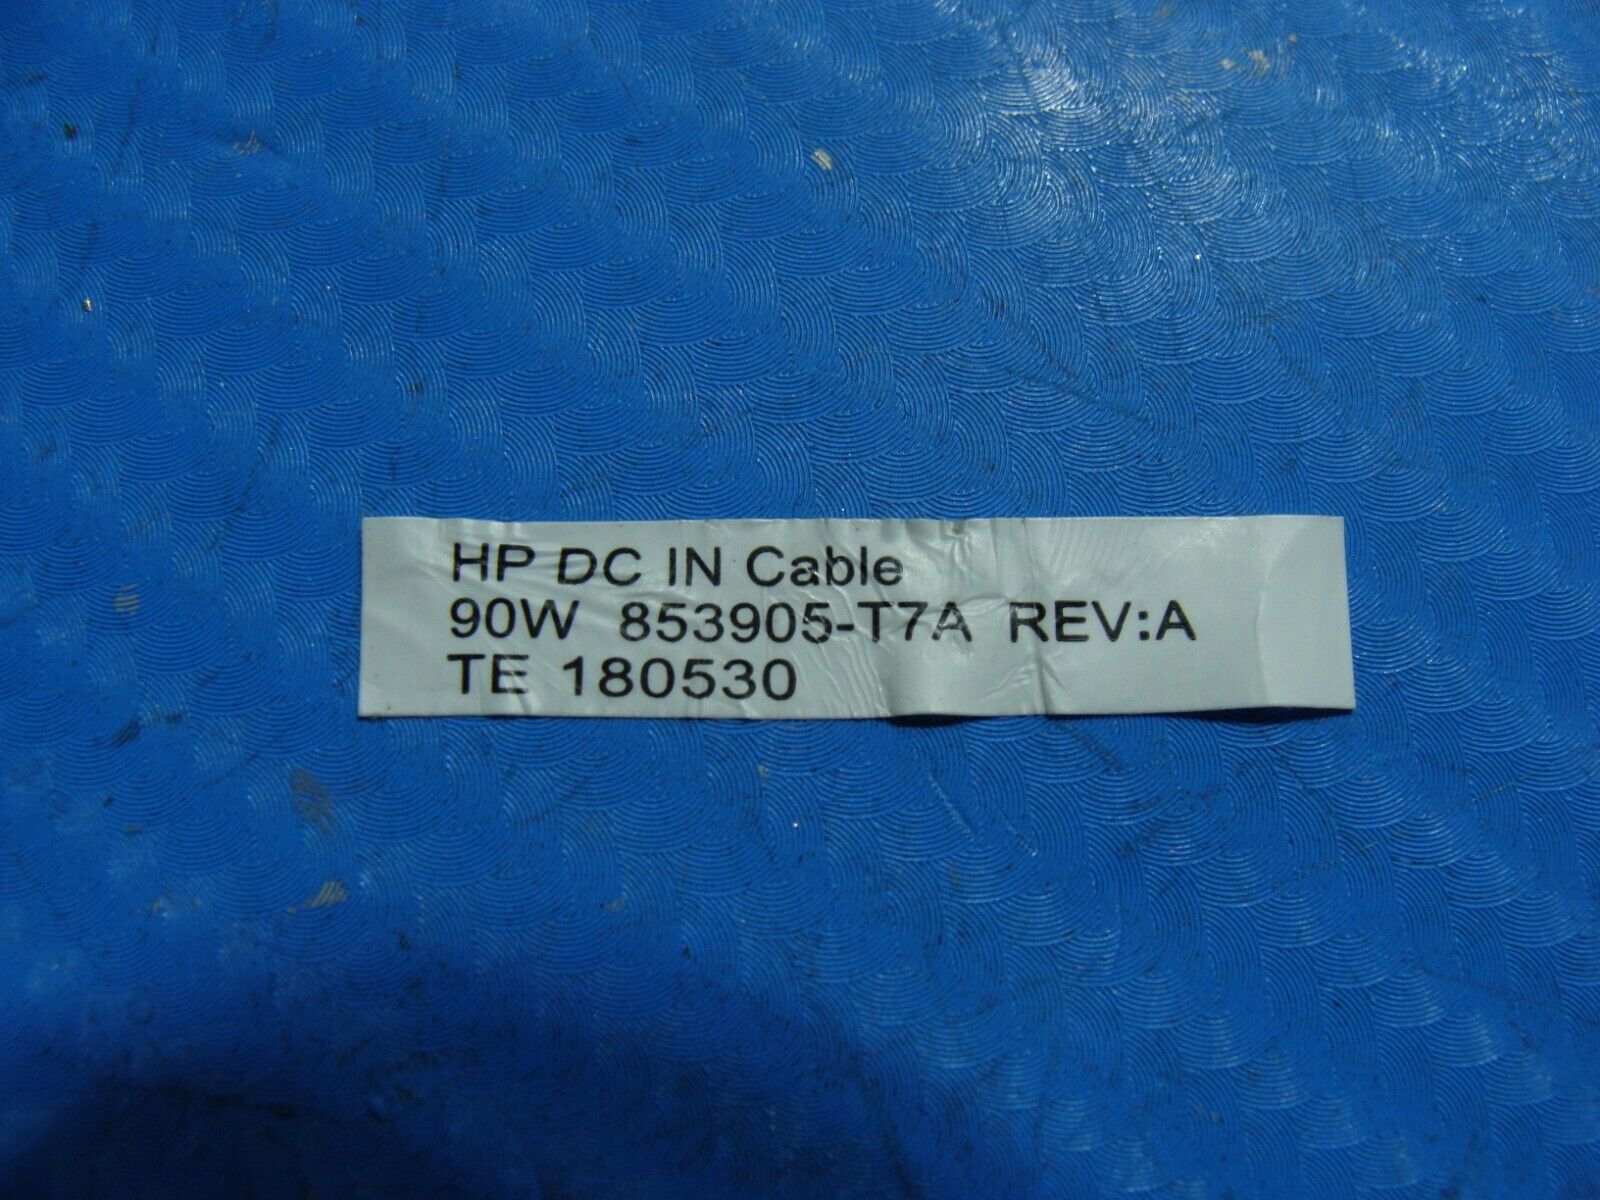 HP DC IN Cable
90W 853905-T7A REV:A
TE 180530